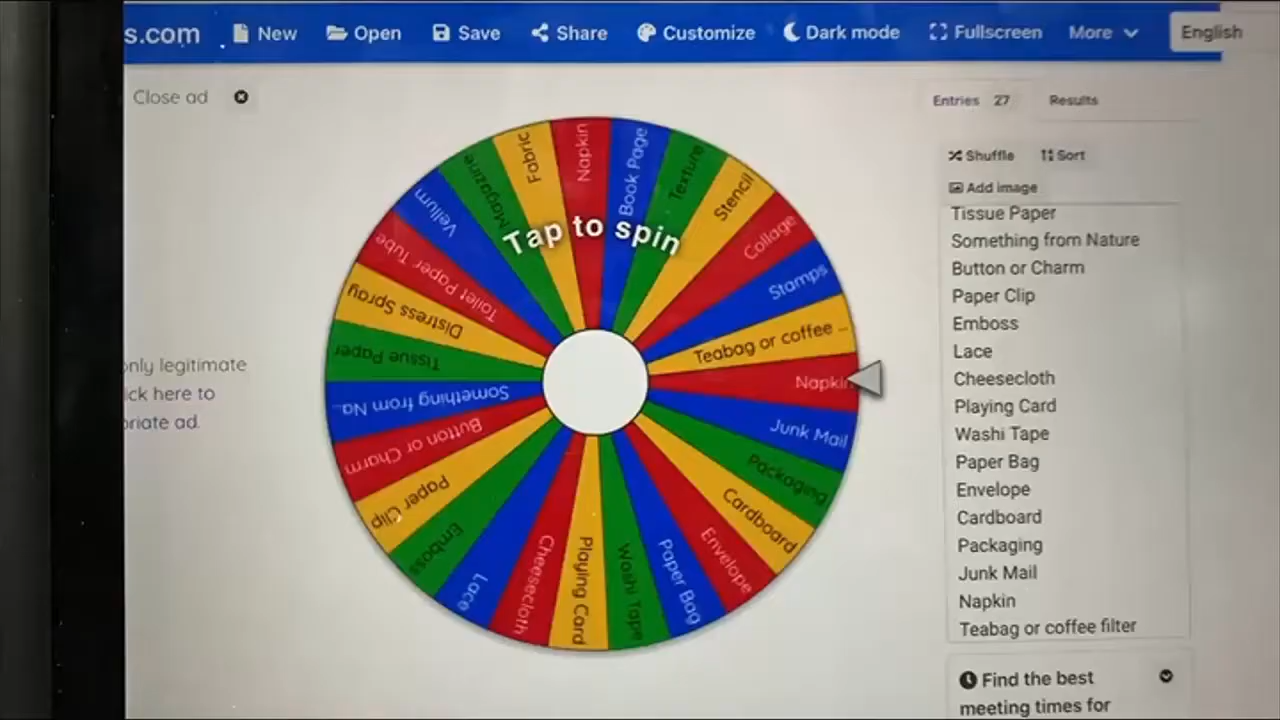 s.com New Open Save Share Customize Dark mode Fullscreen More English
Close ad
only legitimate
ick here to
oriate ad.
Tap to spin
Napkin
Book Page
Texture
Stencil
Collage
Stamps
Teabag or coffee ...
Napkin
Junk Mail
Packaging
Cardboard
Envelope
Paper Bag
Washi Tape
Playing Card
Cheesecloth
Lace
Emboss
Paper Clip
Button or Charm
Something from Na...
Tissue Paper
Distress Spray
Toilet Paper Tube
Vellum
Magazine
Fabric
Entries 27 Results
Shuffle Sort
Add image
Tissue Paper
Something from Nature
Button or Charm
Paper Clip
Emboss
Lace
Cheesecloth
Playing Card
Washi Tape
Paper Bag
Envelope
Cardboard
Packaging
Junk Mail
Napkin
Teabag or coffee filter
Find the best
meeting times for